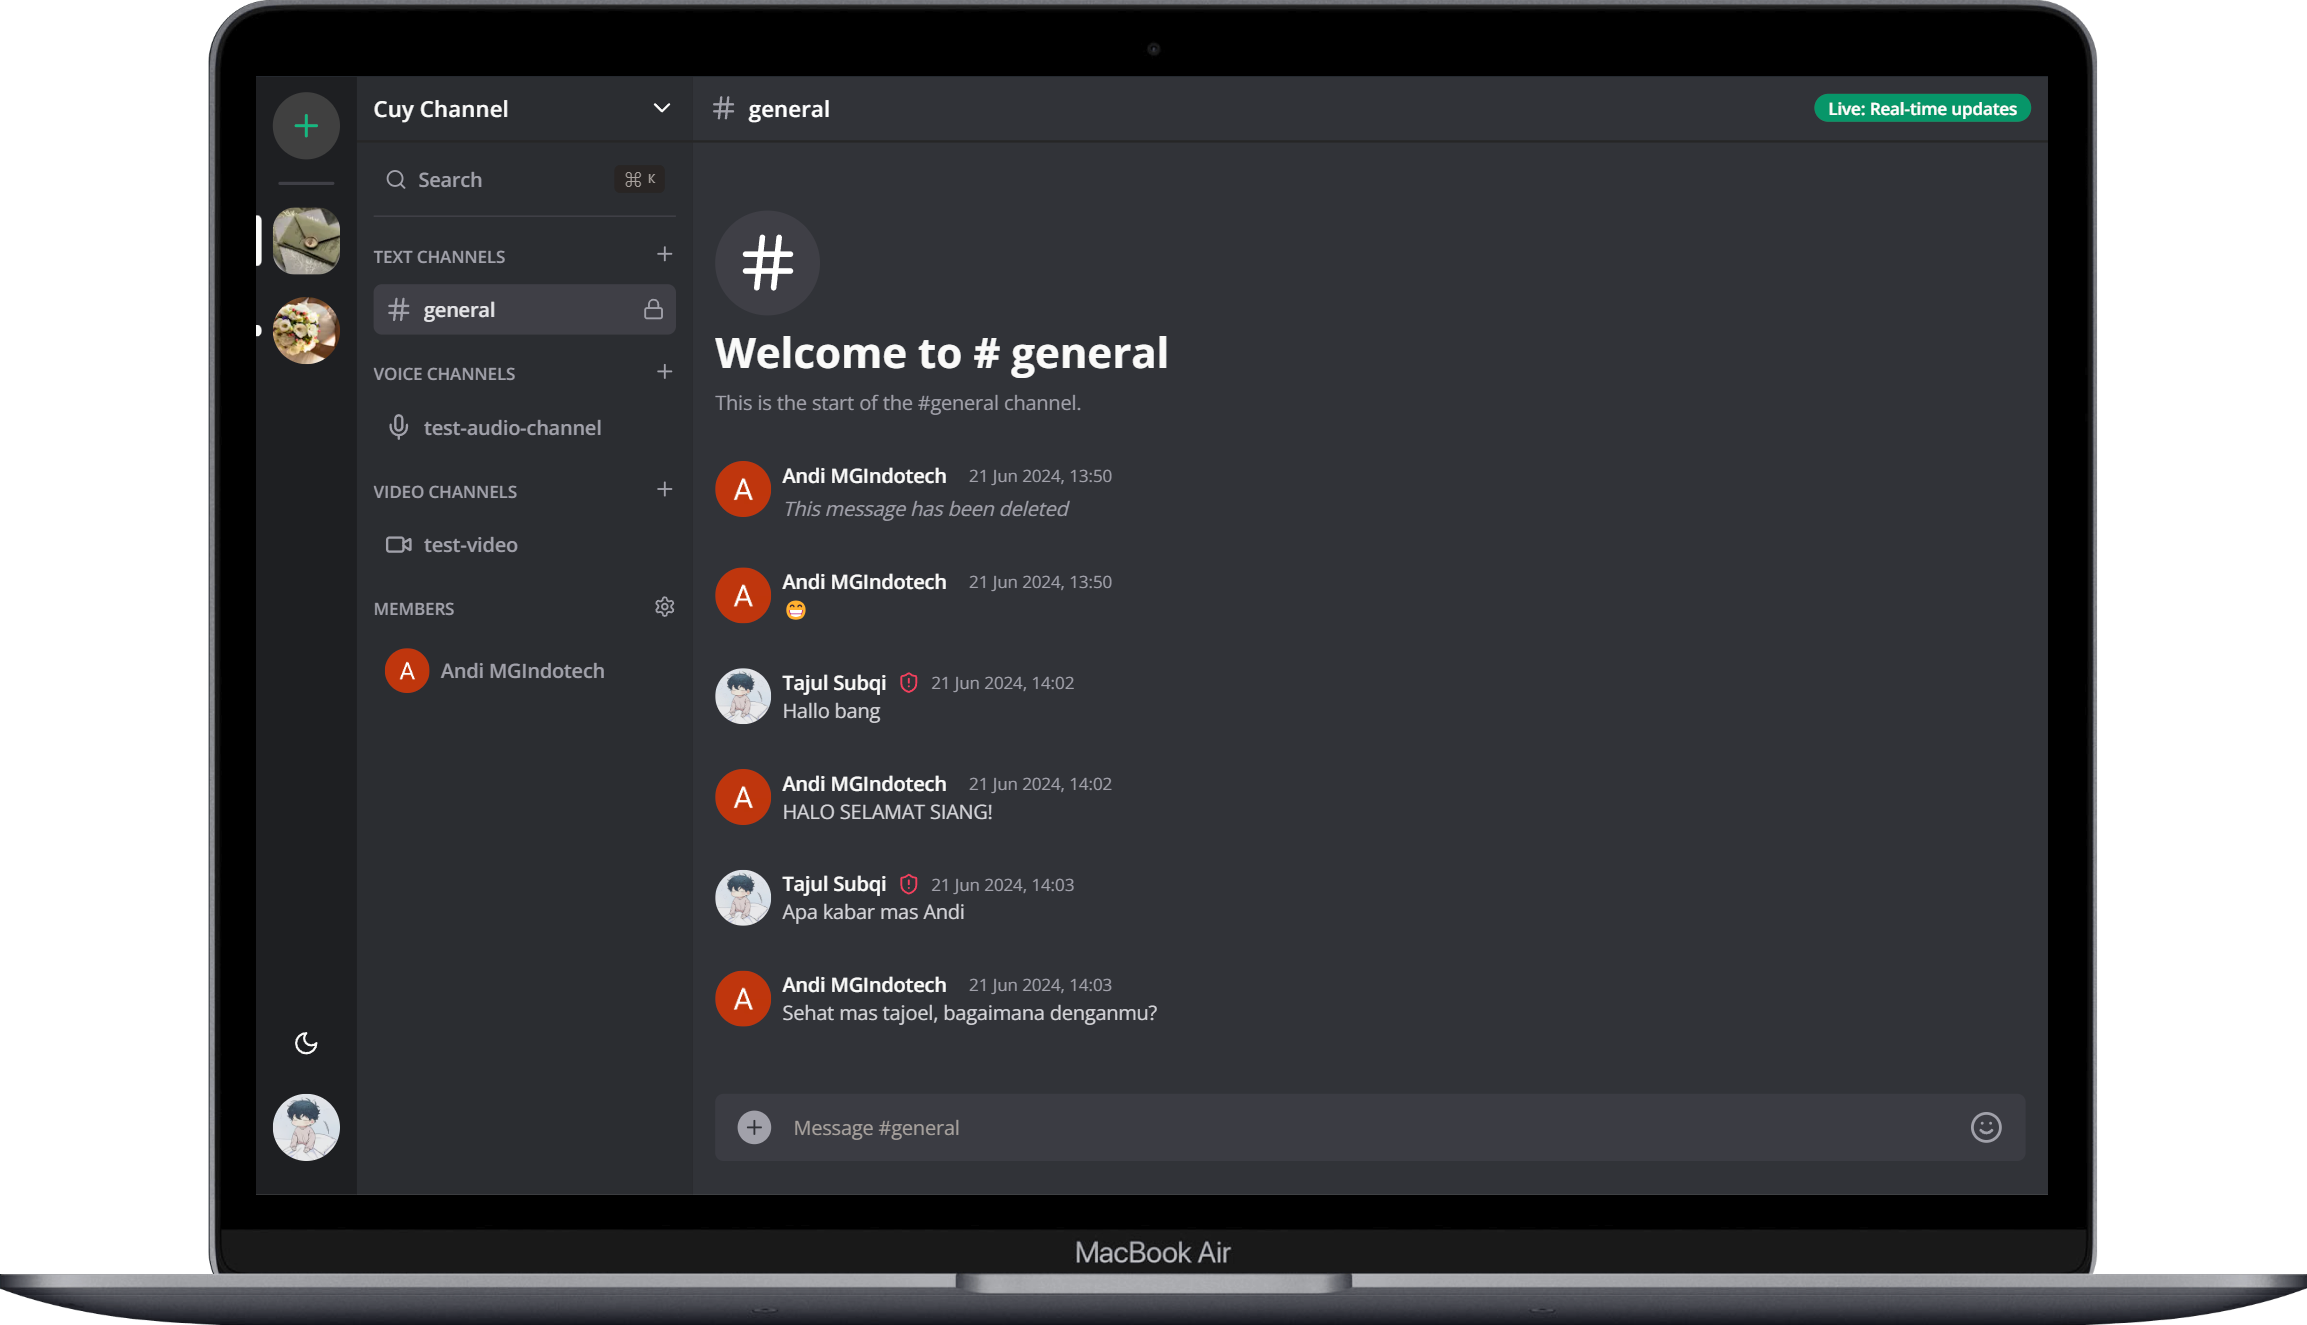 Cuy Channel
Search
⌘ K
TEXT CHANNELS
general
VOICE CHANNELS
test-audio-channel
VIDEO CHANNELS
test-video
MEMBERS
A Andi MGIndotech
# general
Live: Real-time updates
#
Welcome to # general
This is the start of the #general channel.
A
Andi MGIndotech 21 Jun 2024, 13:50
This message has been deleted
A
Andi MGIndotech 21 Jun 2024, 13:50
😁
Tajul Subqi 21 Jun 2024, 14:02
Hallo bang
A
Andi MGIndotech 21 Jun 2024, 14:02
HALO SELAMAT SIANG!
Tajul Subqi 21 Jun 2024, 14:03
Apa kabar mas Andi
A
Andi MGIndotech 21 Jun 2024, 14:03
Sehat mas tajoel, bagaimana denganmu?
Message #general
MacBook Air